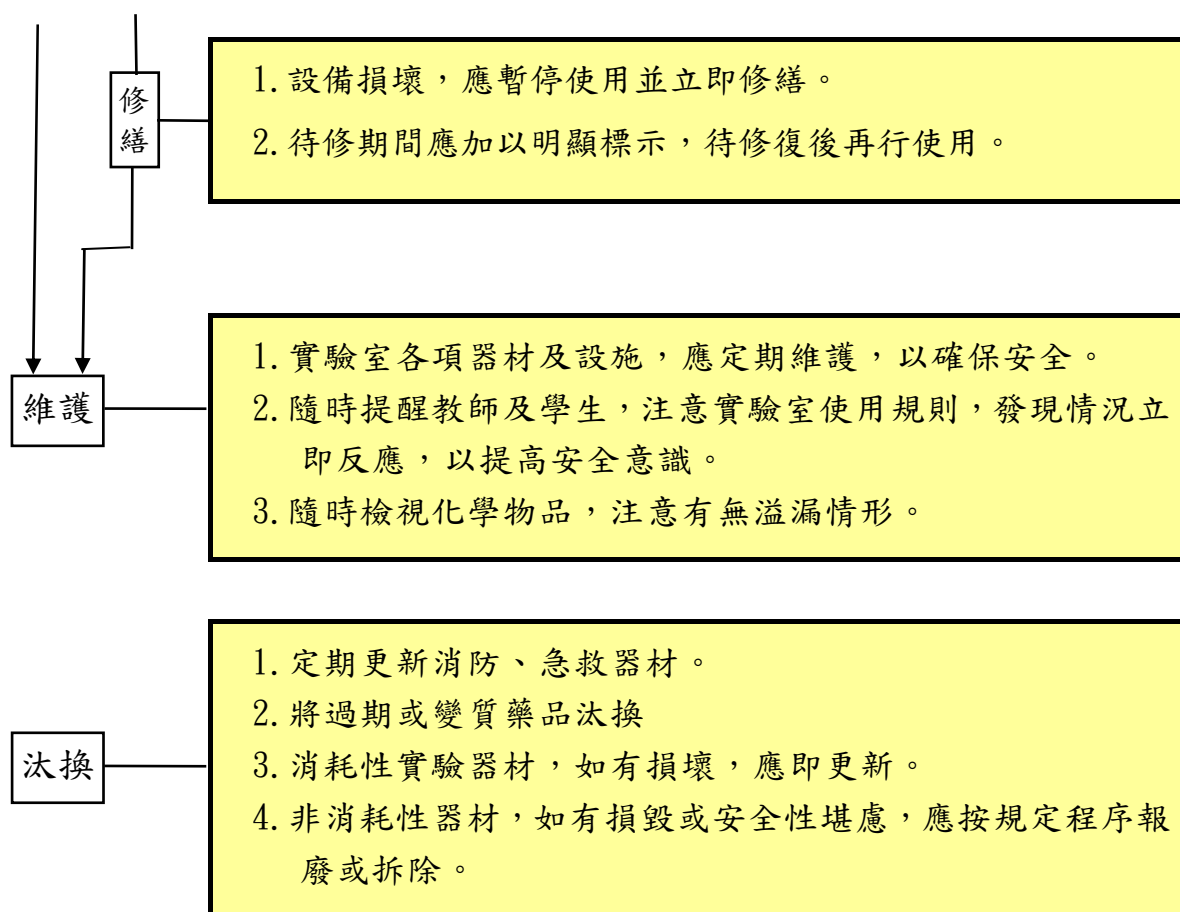 修
繕
1.設備損壞，應暫停使用並立即修繕。
2.待修期間應加以明顯標示，待修復後再行使用。
維護
1.實驗室各項器材及設施，應定期維護，以確保安全。
2.隨時提醒教師及學生，注意實驗室使用規則，發現情況立
即反應，以提高安全意識。
3.隨時檢視化學物品，注意有無溢漏情形。
汰換
1.定期更新消防、急救器材。
2.將過期或變質藥品汰換
3.消耗性實驗器材，如有損壞，應即更新。
4.非消耗性器材，如有損毀或安全性堪慮，應按規定程序報
廢或拆除。